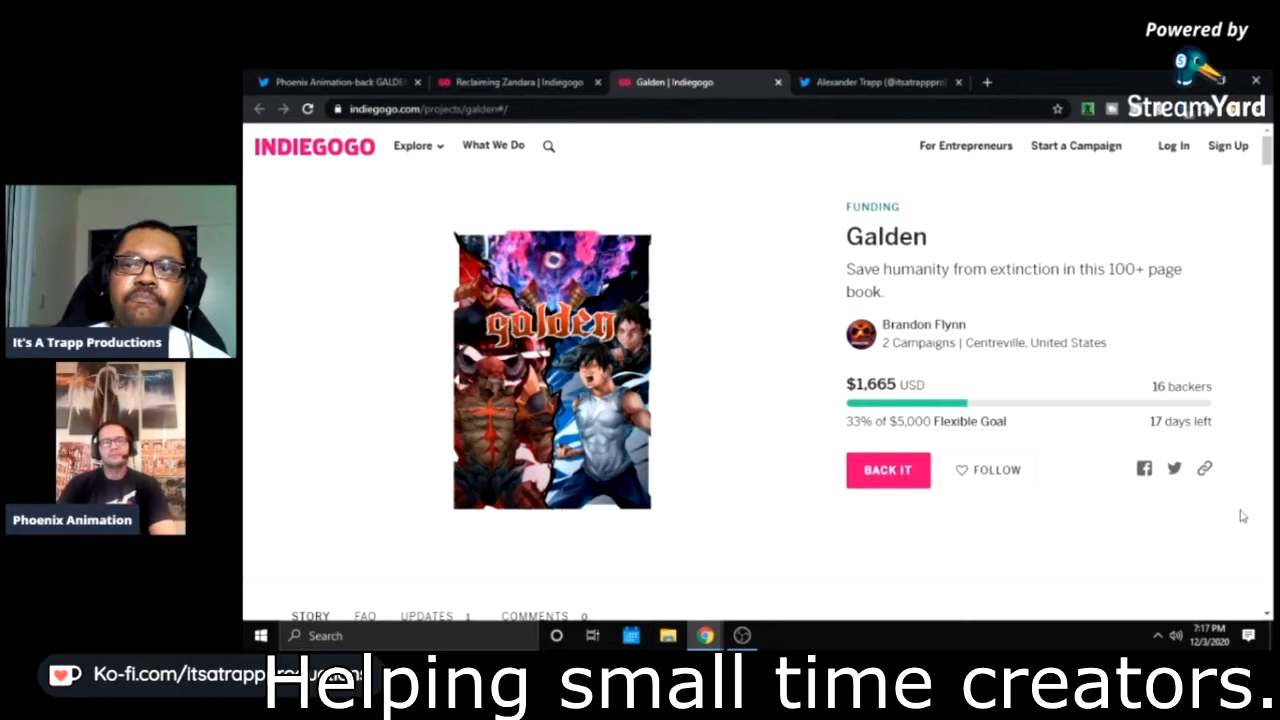 Powered by
StreamYard
Phoenix Animation-back GALDE
Reclaiming Zandara | Indiegogo
Galden | Indiegogo
Alexander Trapp (@itsatrapppro
indiegogo.com/projects/galden#/
INDIEGOGO
Explore
What We Do
For Entrepreneurs
Start a Campaign
Log In
Sign Up
FUNDING
Galden
Save humanity from extinction in this 100+ page
book.
galden
Brandon Flynn
2 Campaigns | Centreville, United States
$1,665 USD
16 backers
33% of $5,000 Flexible Goal
17 days left
BACK IT
FOLLOW
It's A Trapp Productions
Phoenix Animation
STORY
FAQ
UPDATES 1
COMMENTS 0
Search
7:17 PM
12/3/2020
Ko-fi.com/itsatrappproductions
Helping small time creators.